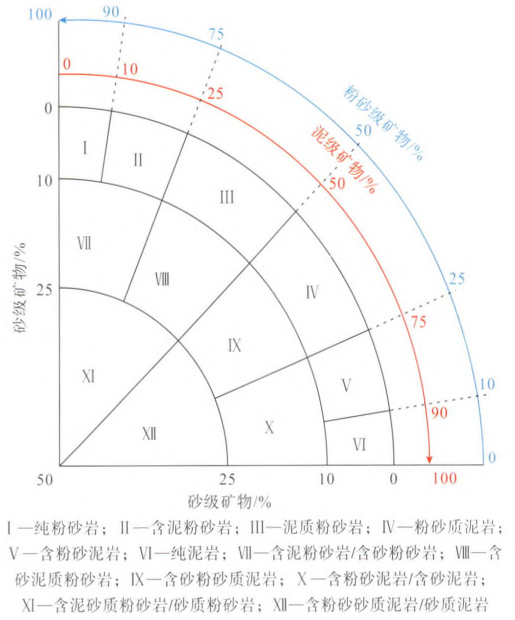 100
90
75
0
10
25
粉砂级矿物/%
50
泥级矿物/%
50
0
I
II
III
10
VII
VIII
IV
25
25
砂级矿物/%
75
IX
XI
V
10
XII
X
90
VI
0
50
25
10
0
100
砂级矿物/%
I—纯粉砂岩；II—含泥粉砂岩；III—泥质粉砂岩；IV—粉砂质泥岩；
V—含粉砂泥岩；VI—纯泥岩；VII—含泥粉砂岩/含砂粉砂岩；VIII—含
砂泥质粉砂岩；IX—含砂粉砂质泥岩；X—含粉砂泥岩/含砂泥岩；
XI—含泥砂质粉砂岩/砂质粉砂岩；XII—含粉砂砂质泥岩/砂质泥岩